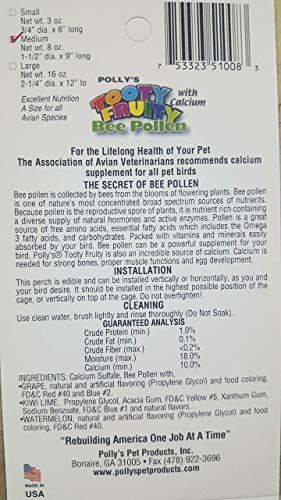 Small
Net Wt. 3 oz.
3/4" dia. x 6" long
Medium
Net Wt. 8 oz.
1-1/2" dia. x 9" long
Large
Net Wt. 16 oz.
2-1/4" dia. x 12" lo
Excellent Nutrition
A Size for all
Avian Species
7 53323 51008 3
POLLY'S
TOOTY
FRUITY
with
Calcium
Bee Pollen
For the Lifelong Health of Your Pet
The Association of Avian Veterinarians recommends calcium
supplement for all pet birds
THE SECRET OF BEE POLLEN
Bee pollen is collected by bees from the blooms of flowering plants. Bee pollen
is one of nature's most concentrated broad spectrum sources of nutrients.
Because pollen is the reproductive spore of plants, it is nutrient rich containing
a diverse supply of natural hormones and active enzymes. Pollen is a great
source of free amino acids, essential fatty acids which includes the Omega
3 fatty acids, and carbohydrates. Packed with vitamins and minerals easily
absorbed by your bird. Bee pollen can be a powerful supplement for your
bird. Polly's® Tooty Fruity is also an incredible source of calcium. Calcium is
needed for strong bones, proper muscle functions and egg development.
INSTALLATION
This perch is edible and can be installed vertically or horizontally, as you and
your bird desire. It should be installed in the highest possible position of the
cage, or vertically on top of the cage. Do not overtighten!
CLEANING
Use clean water, brush lightly and rinse thoroughly (Do Not Soak).
GUARANTEED ANALYSIS
Crude Protein (min.) 1.0%
Crude Fat (min.) 0.1%
Crude Fiber (max.) <0.2%
Moisture (max.) 18.0%
Calcium (min.) 10.0%
INGREDIENTS: Calcium Sulfate, Bee Pollen with,
•GRAPE, natural and artificial flavoring (Propylene Glycol) and food coloring,
FD&C Red #40 and Blue #2.
•KIWI LIME, Propylene Glycol, Acacia Gum, FD&C Yellow #5, Xanthum Gum,
Sodium Benzoate, FD&C Blue #1 and natural flavors.
•WATERMELON, natural and artificial flavoring (Propylene Glycol) and food
coloring, FD&C Red #40.
"Rebuilding America One Job At A Time"
Polly's Pet Products, Inc.
Bonaire, GA 31005 • Fax (478) 922-3696
www.pollyspetproducts.com
MADE IN
USA